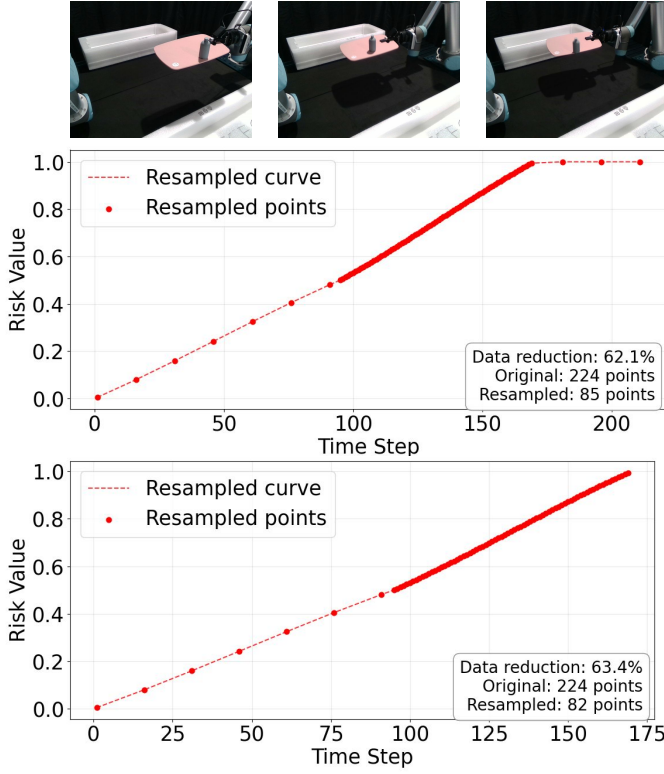 Resampled curve
Resampled points
Risk Value
1.0
0.8
0.6
0.4
0.2
0.0
Data reduction: 62.1%
Original: 224 points
Resampled: 85 points
0 50 100 150 200
Time Step
Resampled curve
Resampled points
Risk Value
1.0
0.8
0.6
0.4
0.2
0.0
Data reduction: 63.4%
Original: 224 points
Resampled: 82 points
0 25 50 75 100 125 150 175
Time Step